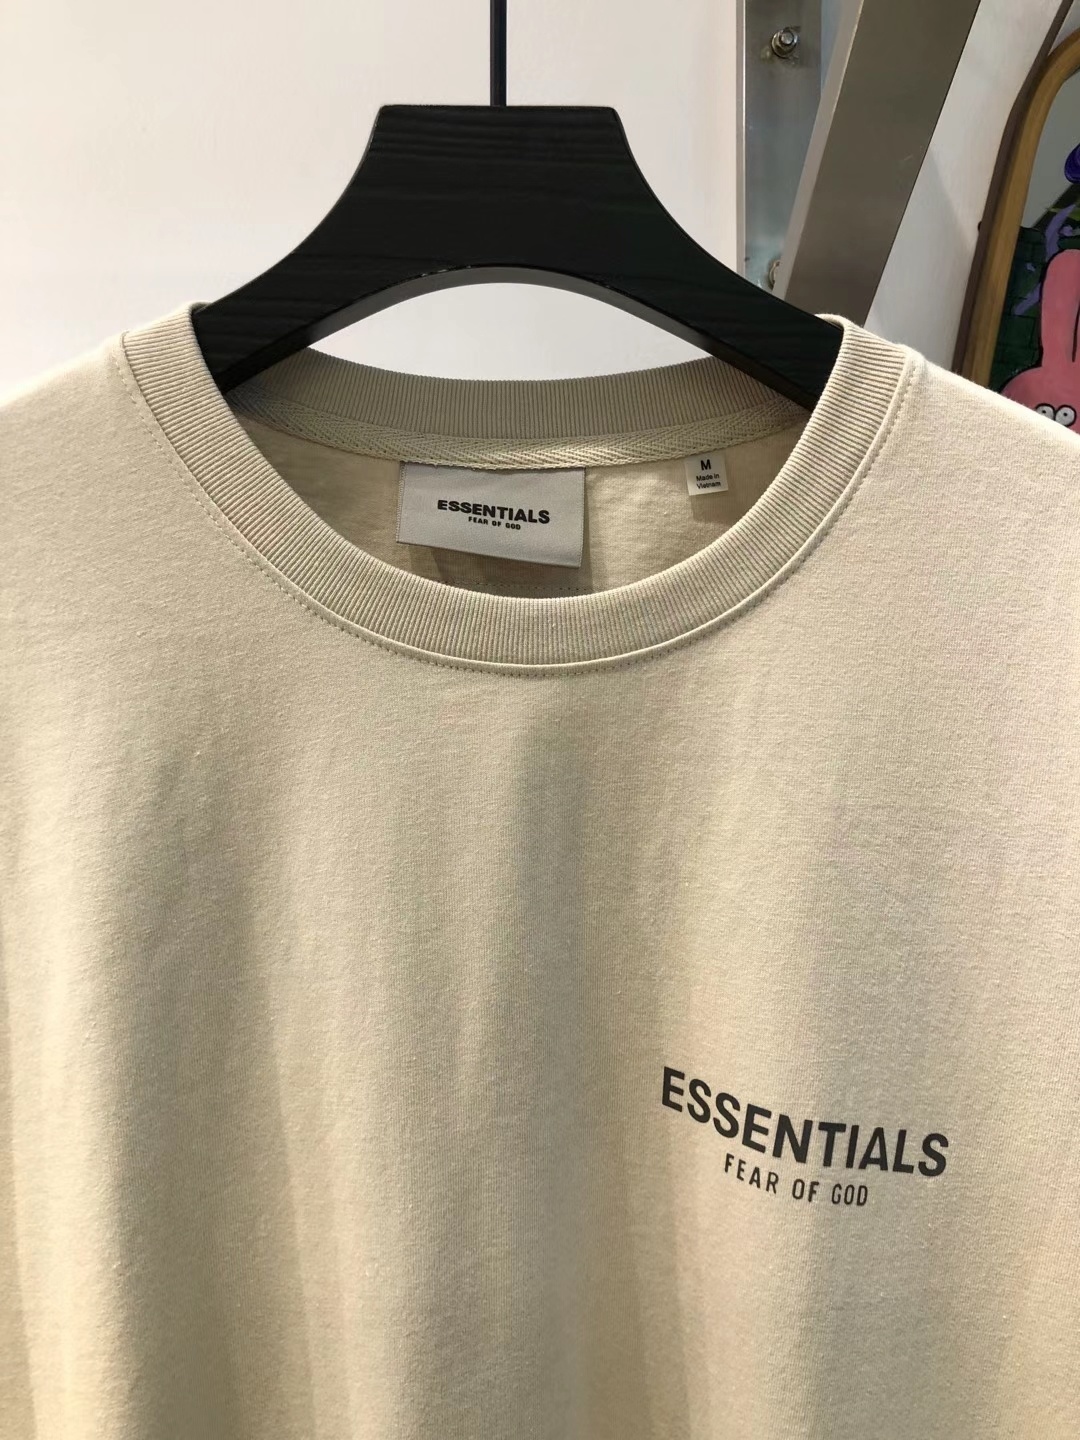 ESSENTIALS
FEAR OF GOD
M
Made in
Vietnam
ESSENTIALS
FEAR OF GOD